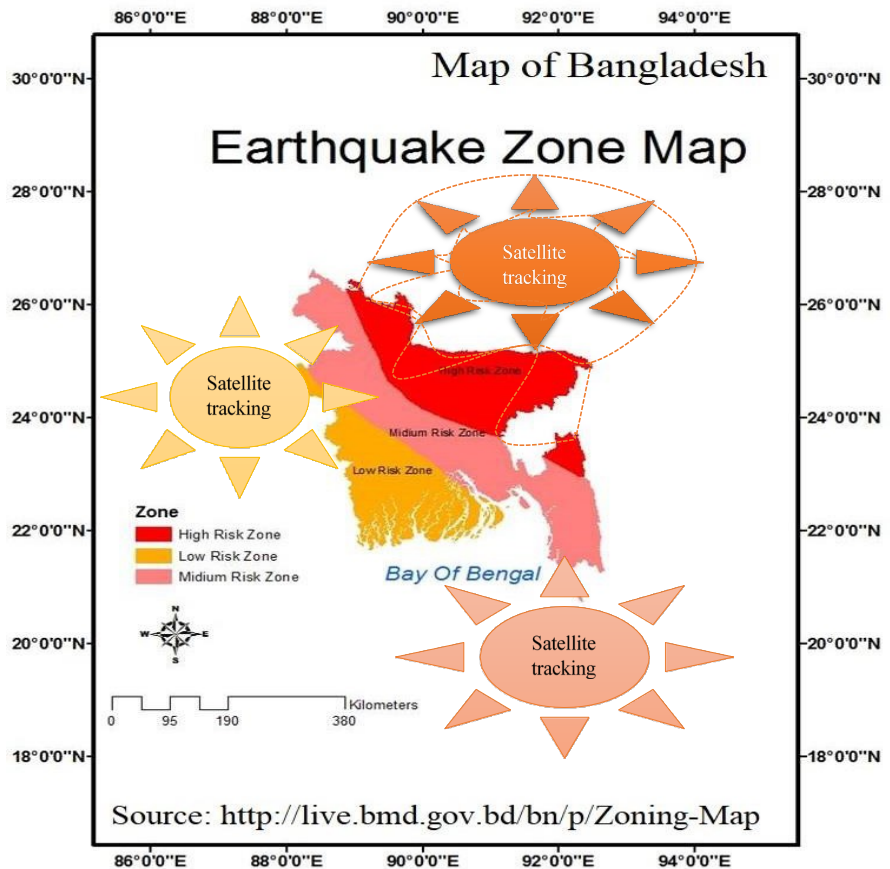 86°0'0"E 88°0'0"E 90°0'0"E 92°0'0"E 94°0'0"E
Map of Bangladesh
30°0'0"N 30°0'0"N
Earthquake Zone Map
28°0'0"N 28°0'0"N
Satellite
tracking
26°0'0"N 26°0'0"N
High Risk Zone
Satellite
tracking
24°0'0"N 24°0'0"N
Midium Risk Zone
Low Risk Zone
Zone
22°0'0"N 22°0'0"N
High Risk Zone
Low Risk Zone
Midium Risk Zone
Bay Of Bengal
N
W E
S
20°0'0"N 20°0'0"N
Satellite
tracking
Kilometers
0 95 190 380
18°0'0"N 18°0'0"N
Source: http://live.bmd.gov.bd/bn/p/Zoning-Map
86°0'0"E 88°0'0"E 90°0'0"E 92°0'0"E 94°0'0"E